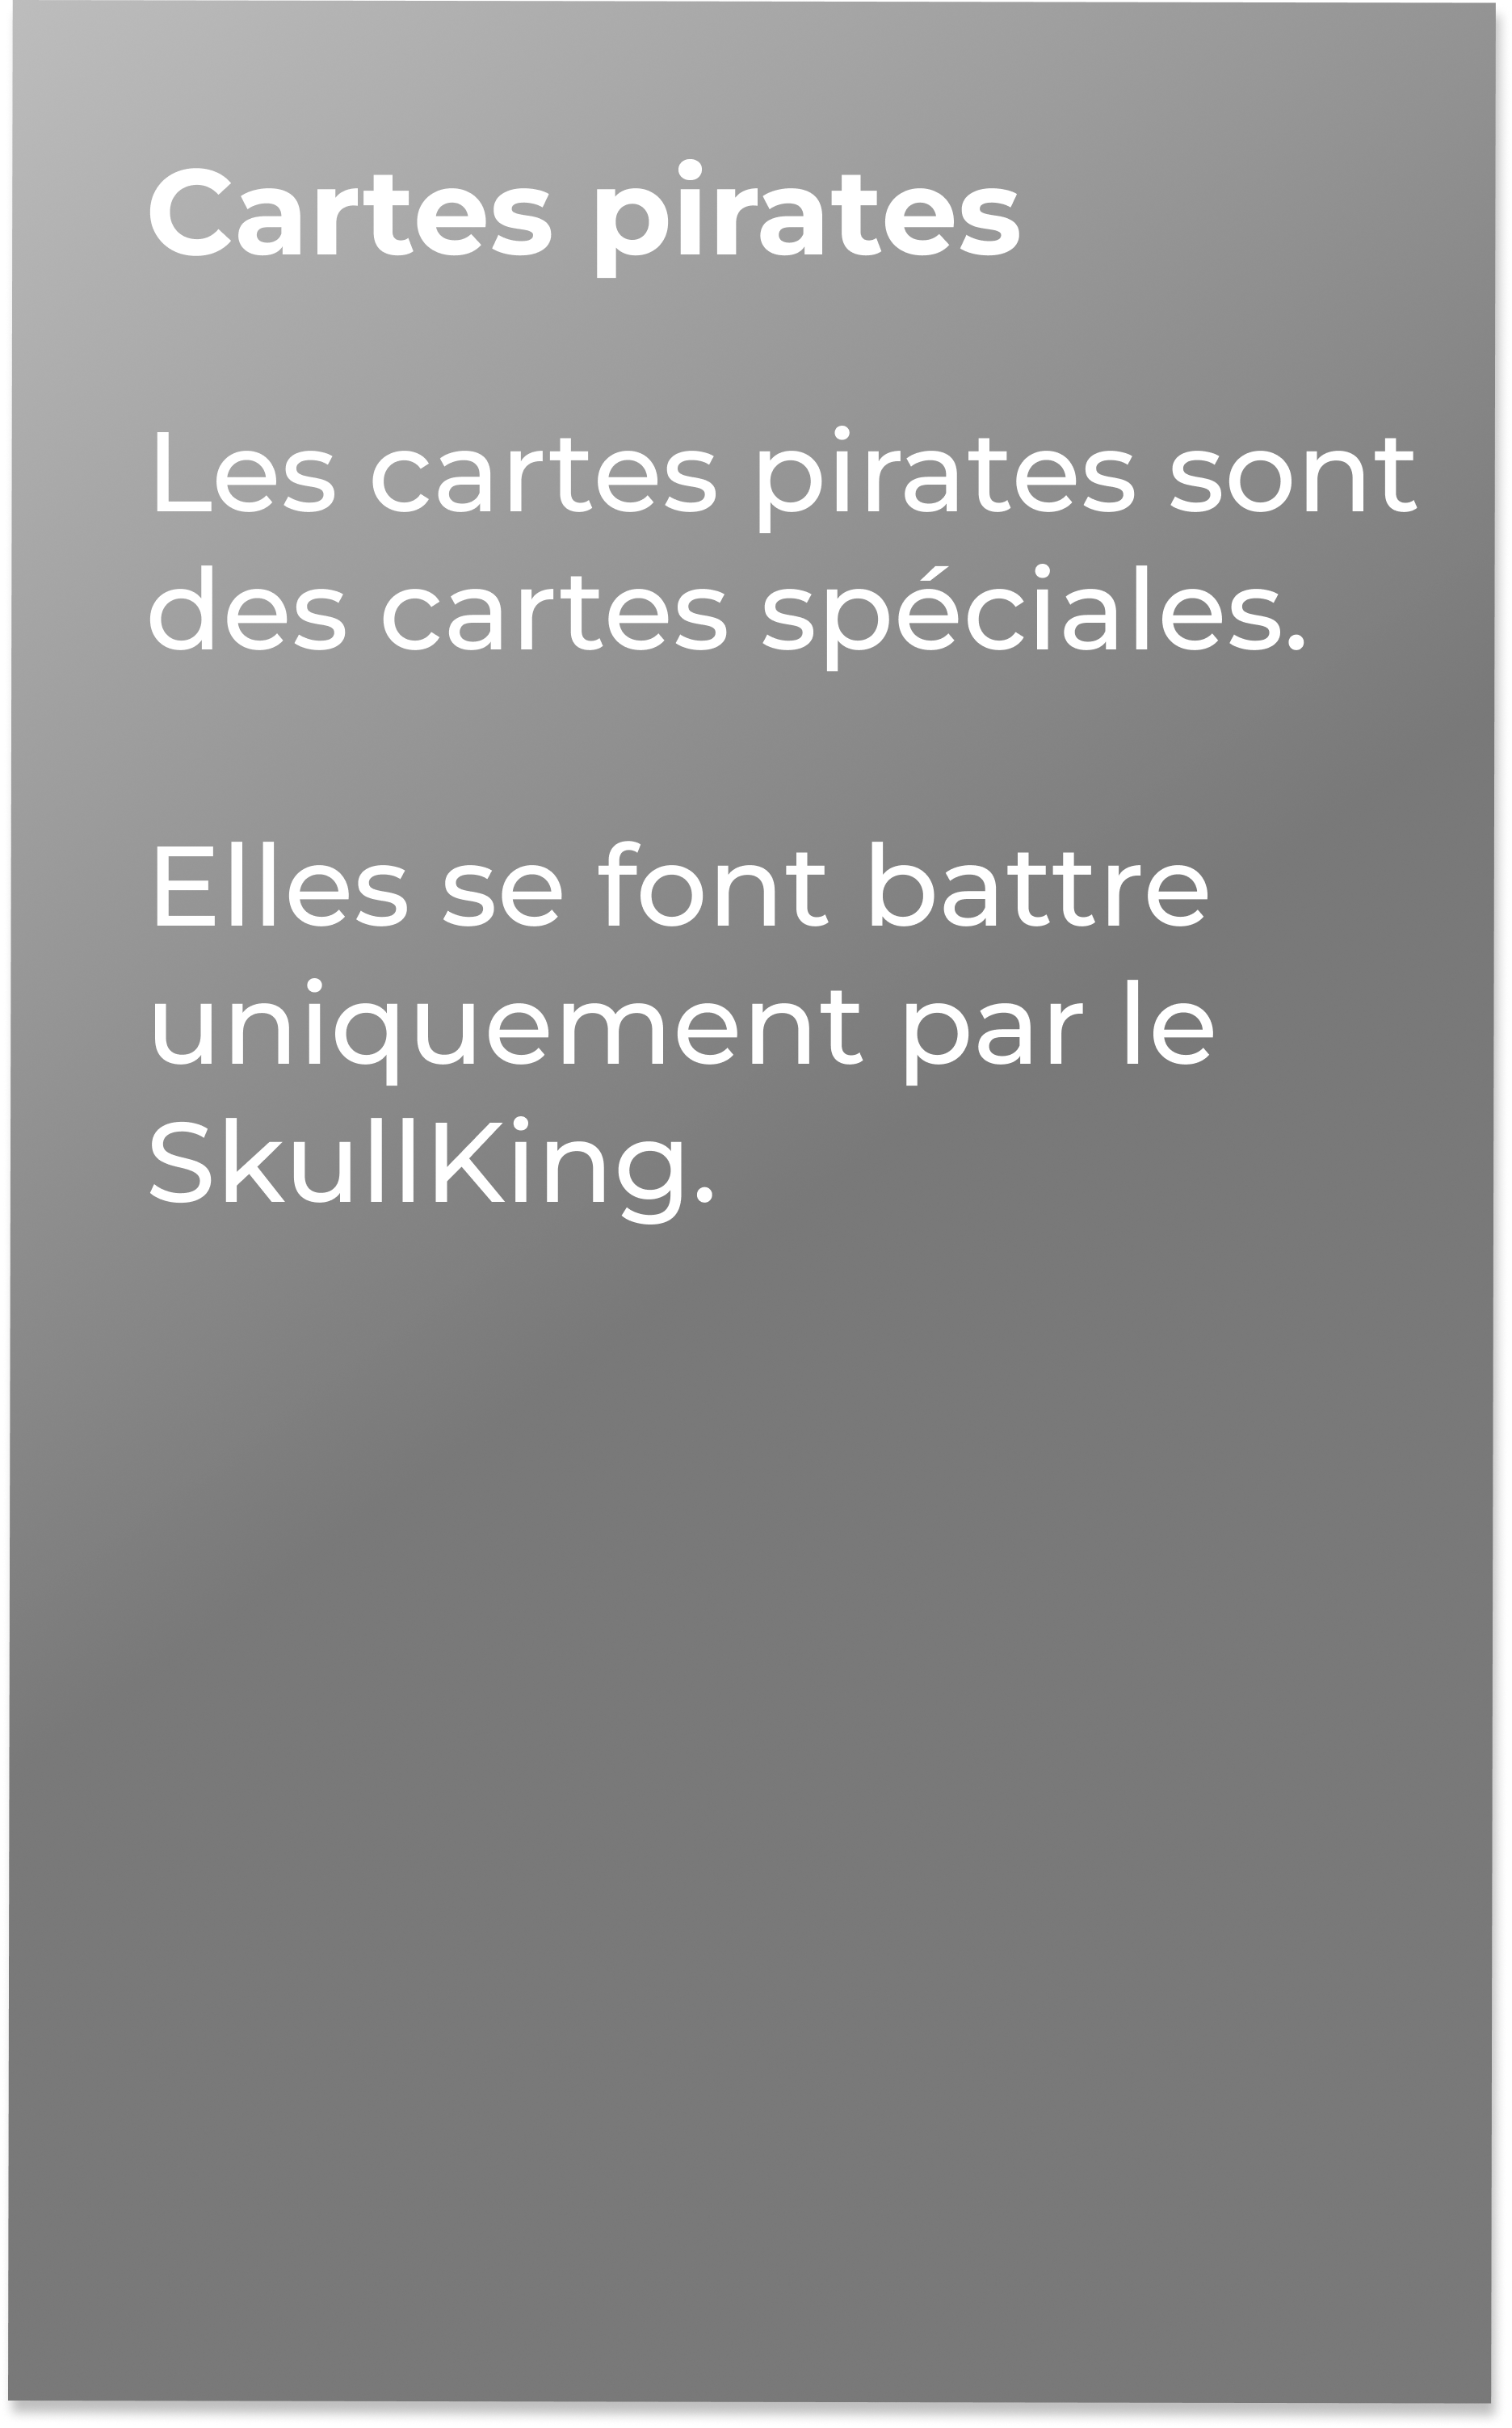 Cartes pirates
Les cartes pirates sont
des cartes spéciales.
Elles se font battre
uniquement par le
SkullKing.